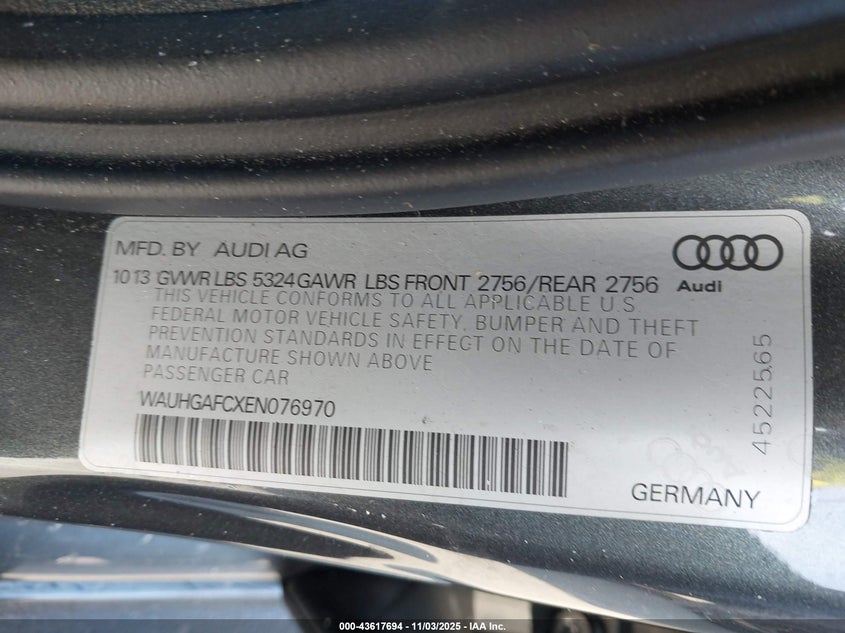 MFD. BY AUDI AG
1013 GVWR LBS 5324 GAWR LBS FRONT 2756/REAR 2756
Audi
THIS VEHICLE CONFORMS TO ALL APPLICABLE U.S
FEDERAL MOTOR VEHICLE SAFETY, BUMPER AND THEFT
PREVENTION STANDARDS IN EFFECT ON THE DATE OF
MANUFACTURE SHOWN ABOVE
PASSENGER CAR
WAUHGAFCXEN076970
4522565
GERMANY
000-43617694 - 11/03/2025 - IAA Inc.